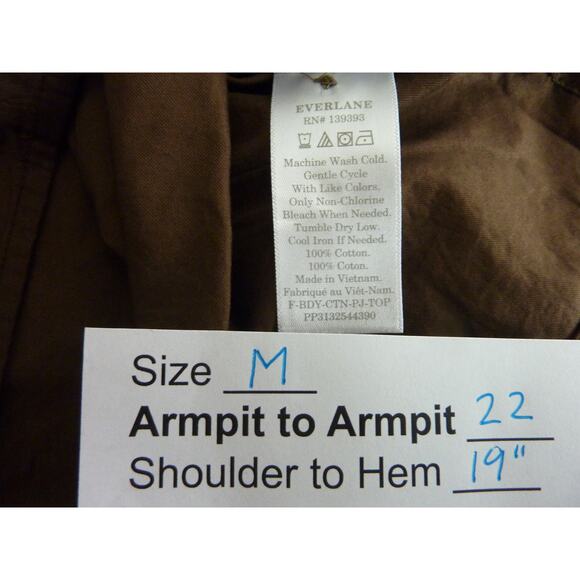 EVERLANE
RN# 139393
Machine Wash Cold.
Gentle Cycle
With Like Colors.
Only Non-Chlorine
Bleach When Needed.
Tumble Dry Low.
Cool Iron If Needed.
100% Cotton.
100% Coton.
Made in Vietnam.
Fabriqué au Viêt-Nam.
F-BDY-CTN-PJ-TOP
PP3132544390
Size M
Armpit to Armpit 22
Shoulder to Hem 19"